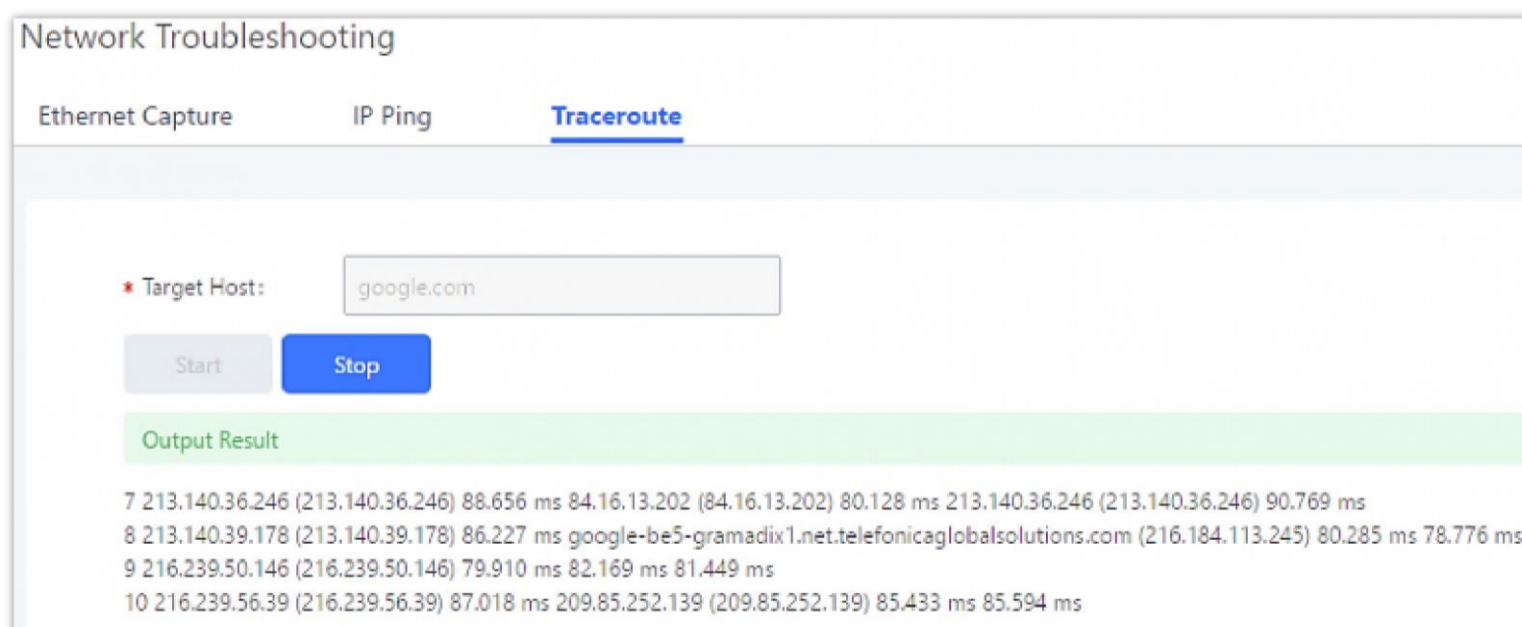 Network Troubleshooting
Ethernet Capture IP Ping Traceroute
* Target Host: google.com
Start Stop
Output Result
7 213.140.36.246 (213.140.36.246) 88.656 ms 84.16.13.202 (84.16.13.202) 80.128 ms 213.140.36.246 (213.140.36.246) 90.769 ms
8 213.140.39.178 (213.140.39.178) 86.227 ms google-be5-gramadix1.net.telefonicaglobalsolutions.com (216.184.113.245) 80.285 ms 78.776 ms
9 216.239.50.146 (216.239.50.146) 79.910 ms 82.169 ms 81.449 ms
10 216.239.56.39 (216.239.56.39) 87.018 ms 209.85.252.139 (209.85.252.139) 85.433 ms 85.594 ms